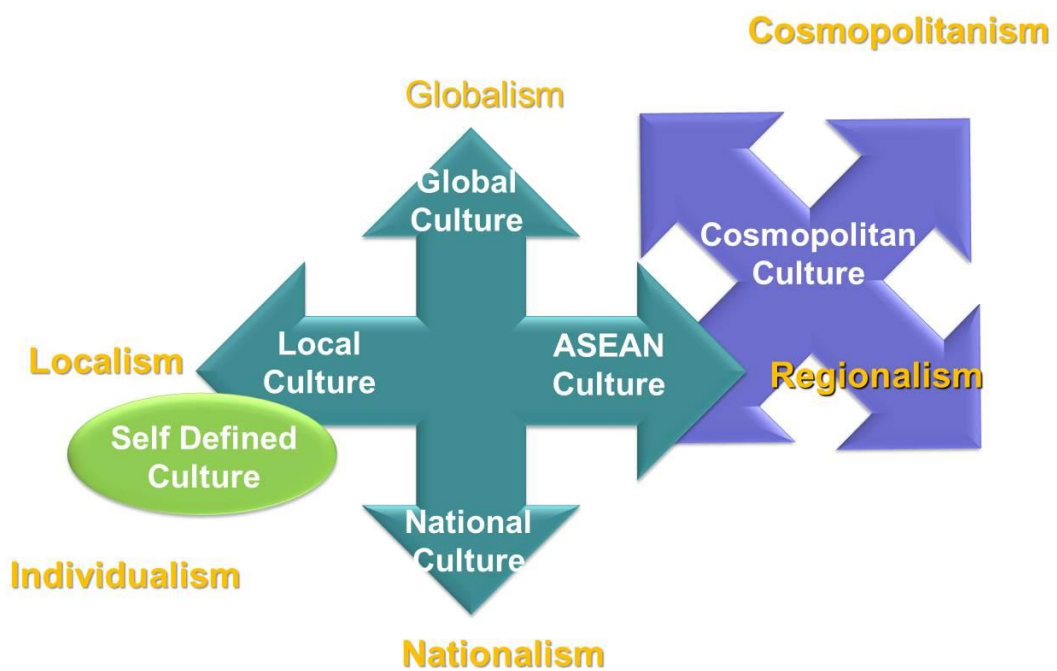 Cosmopolitanism
Globalism
Global
Culture
Cosmopolitan
Culture
Localism
Local
Culture
ASEAN
Culture
Regionalism
Self Defined
Culture
National
Culture
Individualism
Nationalism